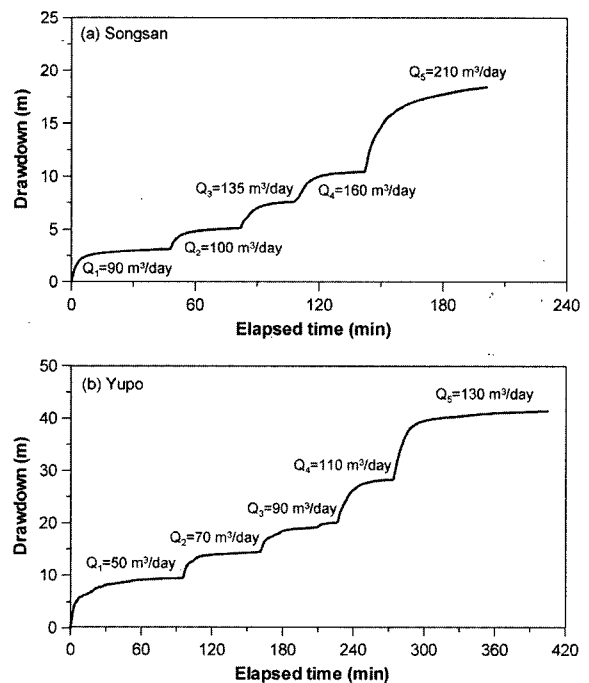 (a) Songsan
25
20
15
10
5
0
Drawdown (m)
Q₅=210 m³/day
Q₃=135 m³/day
Q₄=160 m³/day
Q₂=100 m³/day
Q₁=90 m³/day
0 60 120 180 240
Elapsed time (min)
(b) Yupo
50
40
30
20
10
0
Drawdown (m)
Q₅=130 m³/day
Q₄=110 m³/day
Q₃=90 m³/day
Q₂=70 m³/day
Q₁=50 m³/day
0 60 120 180 240 300 360 420
Elapsed time (min)